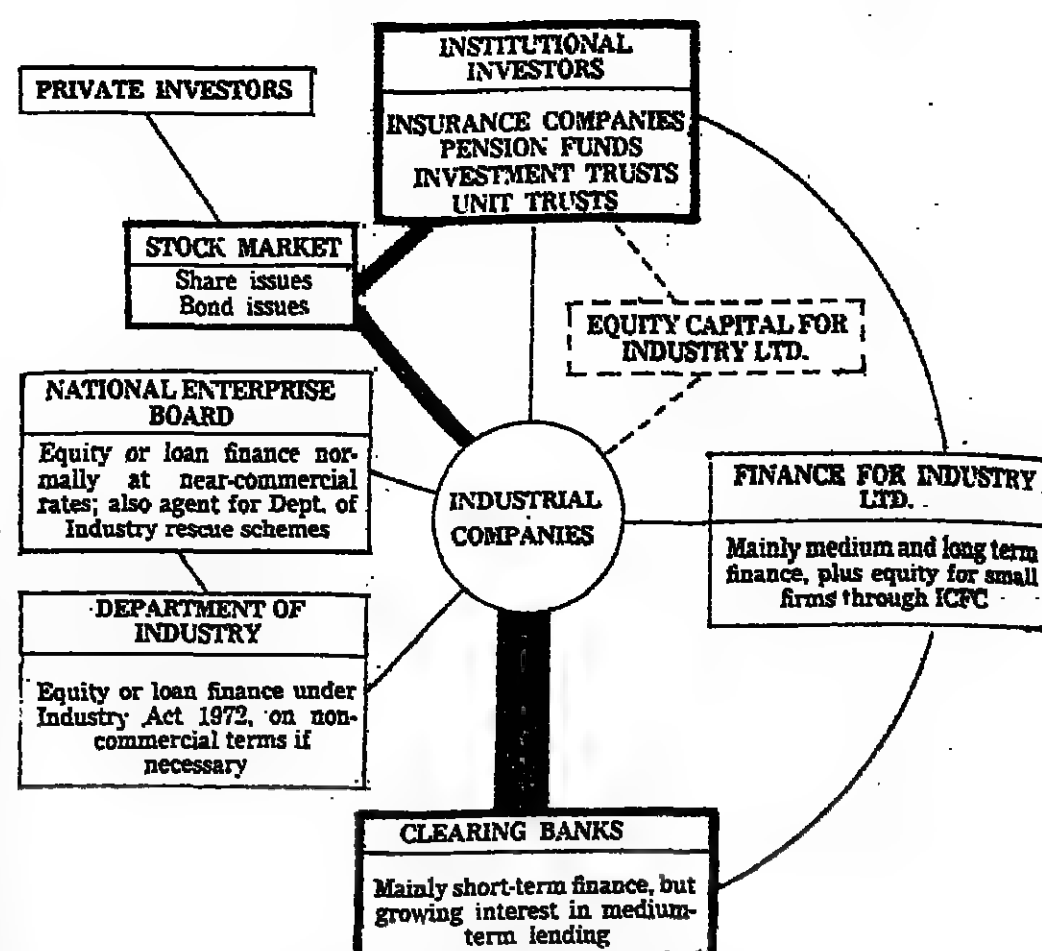 PRIVATE INVESTORS
INSTITUTIONAL
INVESTORS
INSURANCE COMPANIES
PENSION FUNDS
INVESTMENT TRUSTS
UNIT TRUSTS
STOCK MARKET
Share issues
Bond issues
EQUITY CAPITAL FOR
INDUSTRY LTD.
NATIONAL ENTERPRISE
BOARD
Equity or loan finance nor-
mally at near-commercial
rates; also agent for Dept. of
Industry rescue schemes
INDUSTRIAL
COMPANIES
FINANCE FOR INDUSTRY
LTD.
Mainly medium and long term
finance, plus equity for small
firms through ICFC
DEPARTMENT OF
INDUSTRY
Equity or loan finance under
Industry Act 1972, on non-
commercial terms if
necessary
CLEARING BANKS
Mainly short-term finance, but
growing interest in medium-
term lending